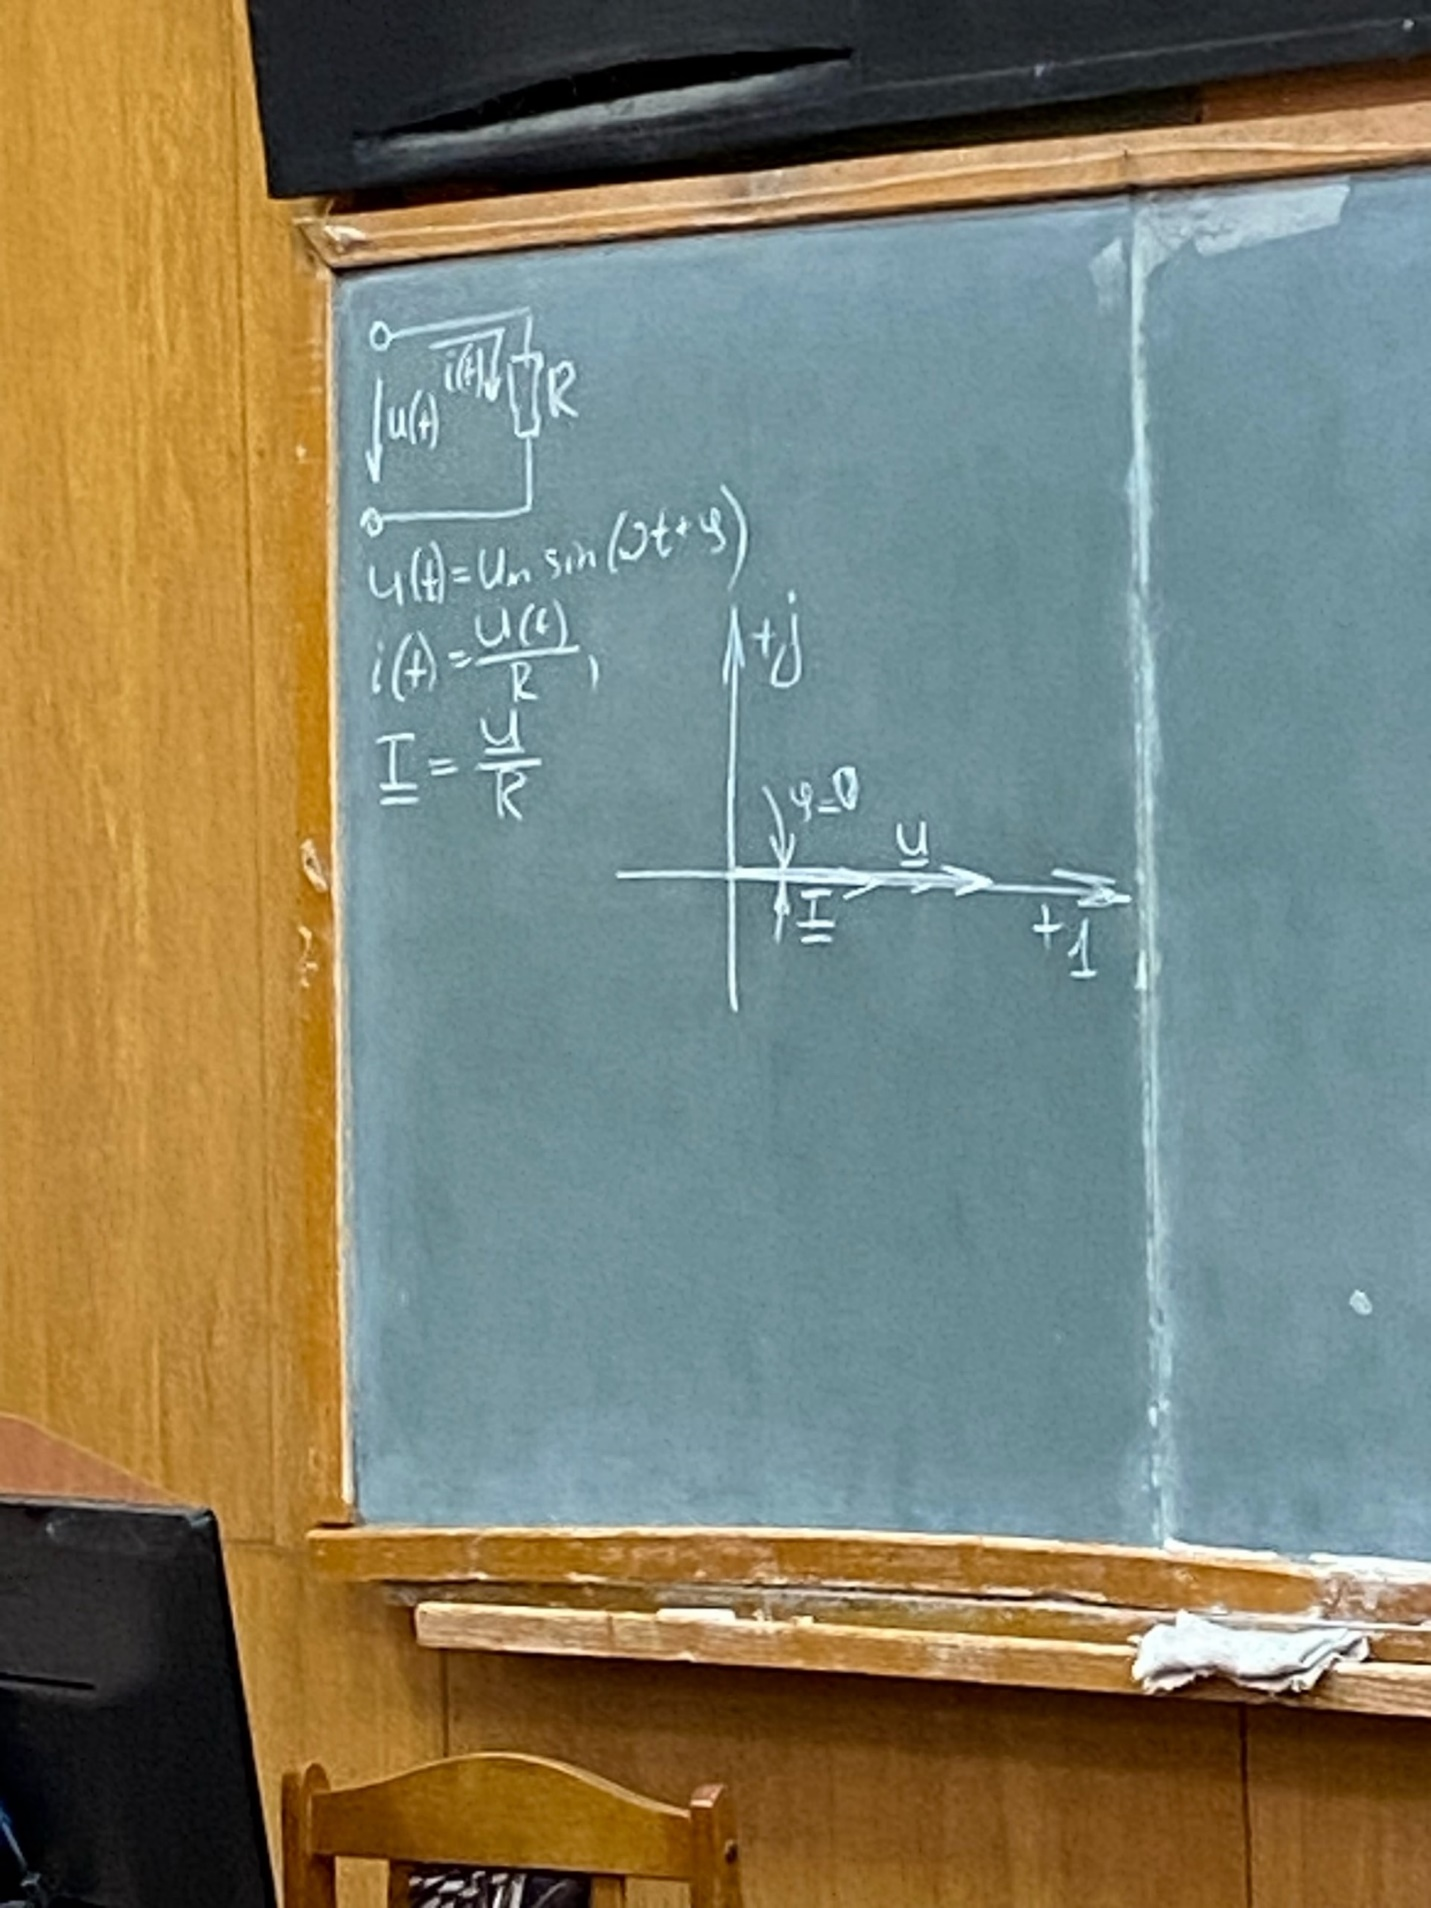 i(t)
R
u(t)
u(t)=Um sin(ωt+φ)
i(t)=u(t)/R,
I=U/R
+j
φ=0
U
I
+1